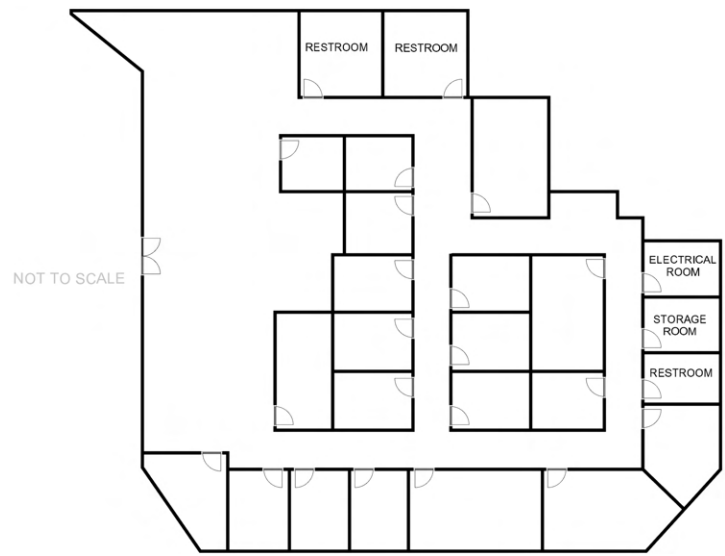 RESTROOM
RESTROOM
NOT TO SCALE
ELECTRICAL
ROOM
STORAGE
ROOM
RESTROOM